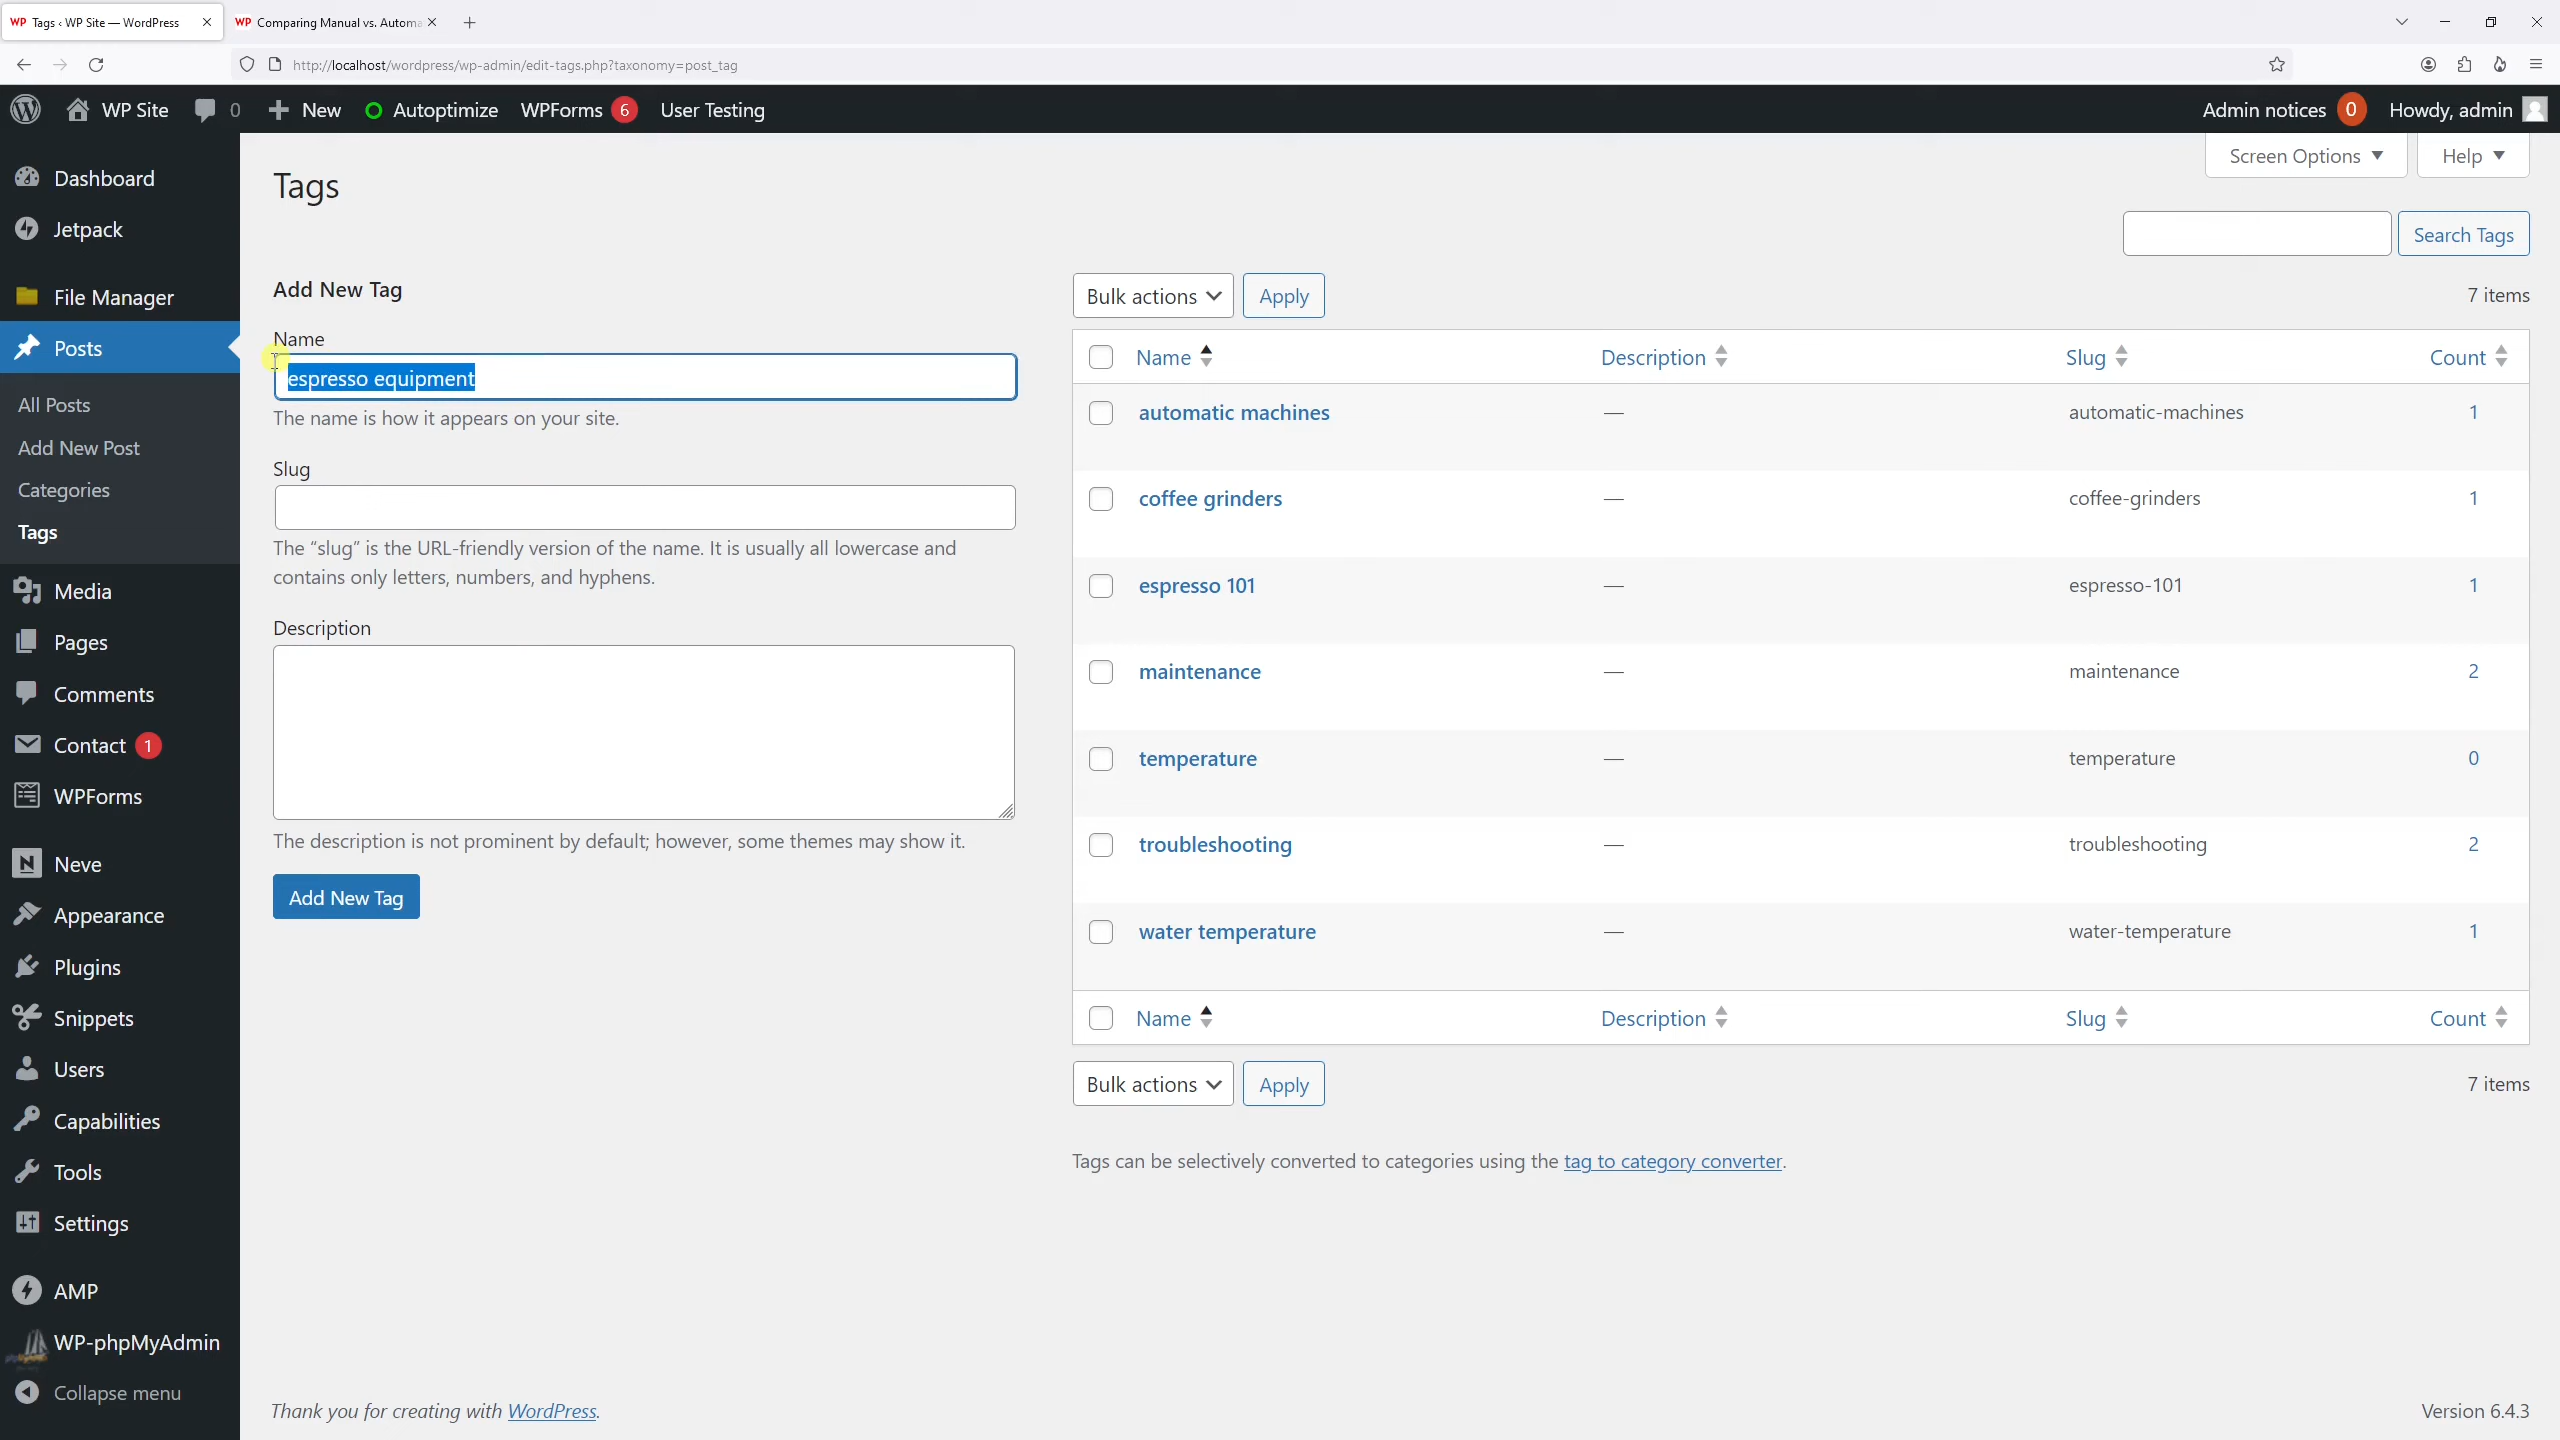 WP Tags ‹ WP Site — WordPress
WP Comparing Manual vs. Autom
http://localhost/wordpress/wp-admin/edit-tags.php?taxonomy=post_tag
WP Site
0
New
Autoptimize
WPForms 6
User Testing
Admin notices 0
Howdy, admin
Dashboard
Jetpack
File Manager
Posts
All Posts
Add New Post
Categories
Tags
Media
Pages
Comments
Contact 1
WPForms
Neve
Appearance
Plugins
Snippets
Users
Capabilities
Tools
Settings
AMP
WP-phpMyAdmin
Collapse menu
Screen Options
Help
Tags
Search Tags
Add New Tag
Name
espresso equipment
The name is how it appears on your site.
Slug
The “slug” is the URL-friendly version of the name. It is usually all lowercase and
contains only letters, numbers, and hyphens.
Description
The description is not prominent by default; however, some themes may show it.
Add New Tag
Bulk actions
Apply
7 items
Name Description Slug Count
automatic machines — automatic-machines 1
coffee grinders — coffee-grinders 1
espresso 101 — espresso-101 1
maintenance — maintenance 2
temperature — temperature 0
troubleshooting — troubleshooting 2
water temperature — water-temperature 1
Name Description Slug Count
Bulk actions
Apply
7 items
Tags can be selectively converted to categories using the tag to category converter.
Thank you for creating with WordPress.
Version 6.4.3